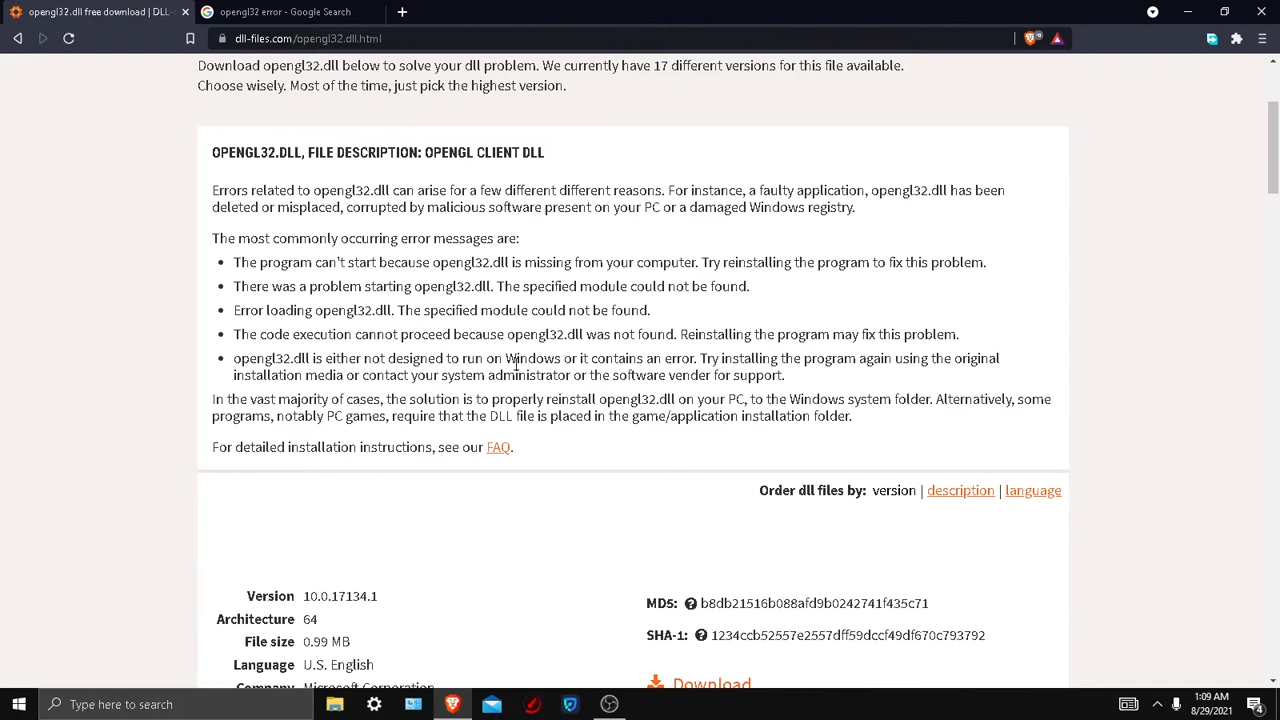 opengl32.dll free download | DLL-
opengl32 error - Google Search
dll-files.com/opengl32.dll.html
Download opengl32.dll below to solve your dll problem. We currently have 17 different versions for this file available.
Choose wisely. Most of the time, just pick the highest version.
OPENGL32.DLL, FILE DESCRIPTION: OPENGL CLIENT DLL
Errors related to opengl32.dll can arise for a few different different reasons. For instance, a faulty application, opengl32.dll has been
deleted or misplaced, corrupted by malicious software present on your PC or a damaged Windows registry.
The most commonly occurring error messages are:
• The program can't start because opengl32.dll is missing from your computer. Try reinstalling the program to fix this problem.
• There was a problem starting opengl32.dll. The specified module could not be found.
• Error loading opengl32.dll. The specified module could not be found.
• The code execution cannot proceed because opengl32.dll was not found. Reinstalling the program may fix this problem.
• opengl32.dll is either not designed to run on Windows or it contains an error. Try installing the program again using the original
installation media or contact your system administrator or the software vender for support.
In the vast majority of cases, the solution is to properly reinstall opengl32.dll on your PC, to the Windows system folder. Alternatively, some
programs, notably PC games, require that the DLL file is placed in the game/application installation folder.
For detailed installation instructions, see our FAQ.
Order dll files by: version | description | language
Version 10.0.17134.1
Architecture 64
File size 0.99 MB
Language U.S. English
Company Microsoft Corporation
MD5: b8db21516b088afd9b0242741f435c71
SHA-1: 1234ccb52557e2557dff59dccf49df670c793792
Download
Type here to search
1:09 AM
8/29/2021
4